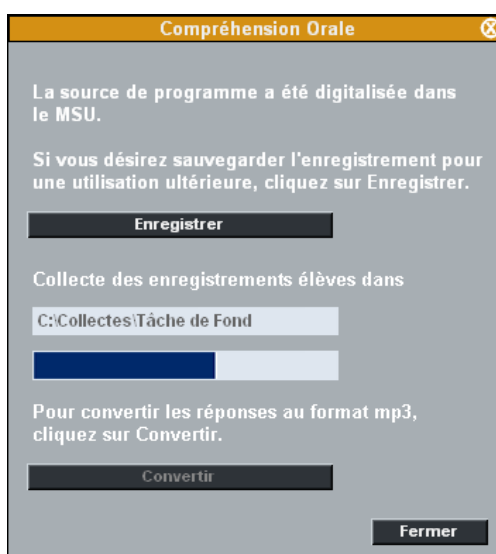 Compréhension Orale
La source de programme a été digitalisée dans
le MSU.
Si vous désirez sauvegarder l'enregistrement pour
une utilisation ultérieure, cliquez sur Enregistrer.
Enregistrer
Collecte des enregistrements élèves dans
C:\Collectes\Tâche de Fond
Pour convertir les réponses au format mp3,
cliquez sur Convertir.
Convertir
Fermer